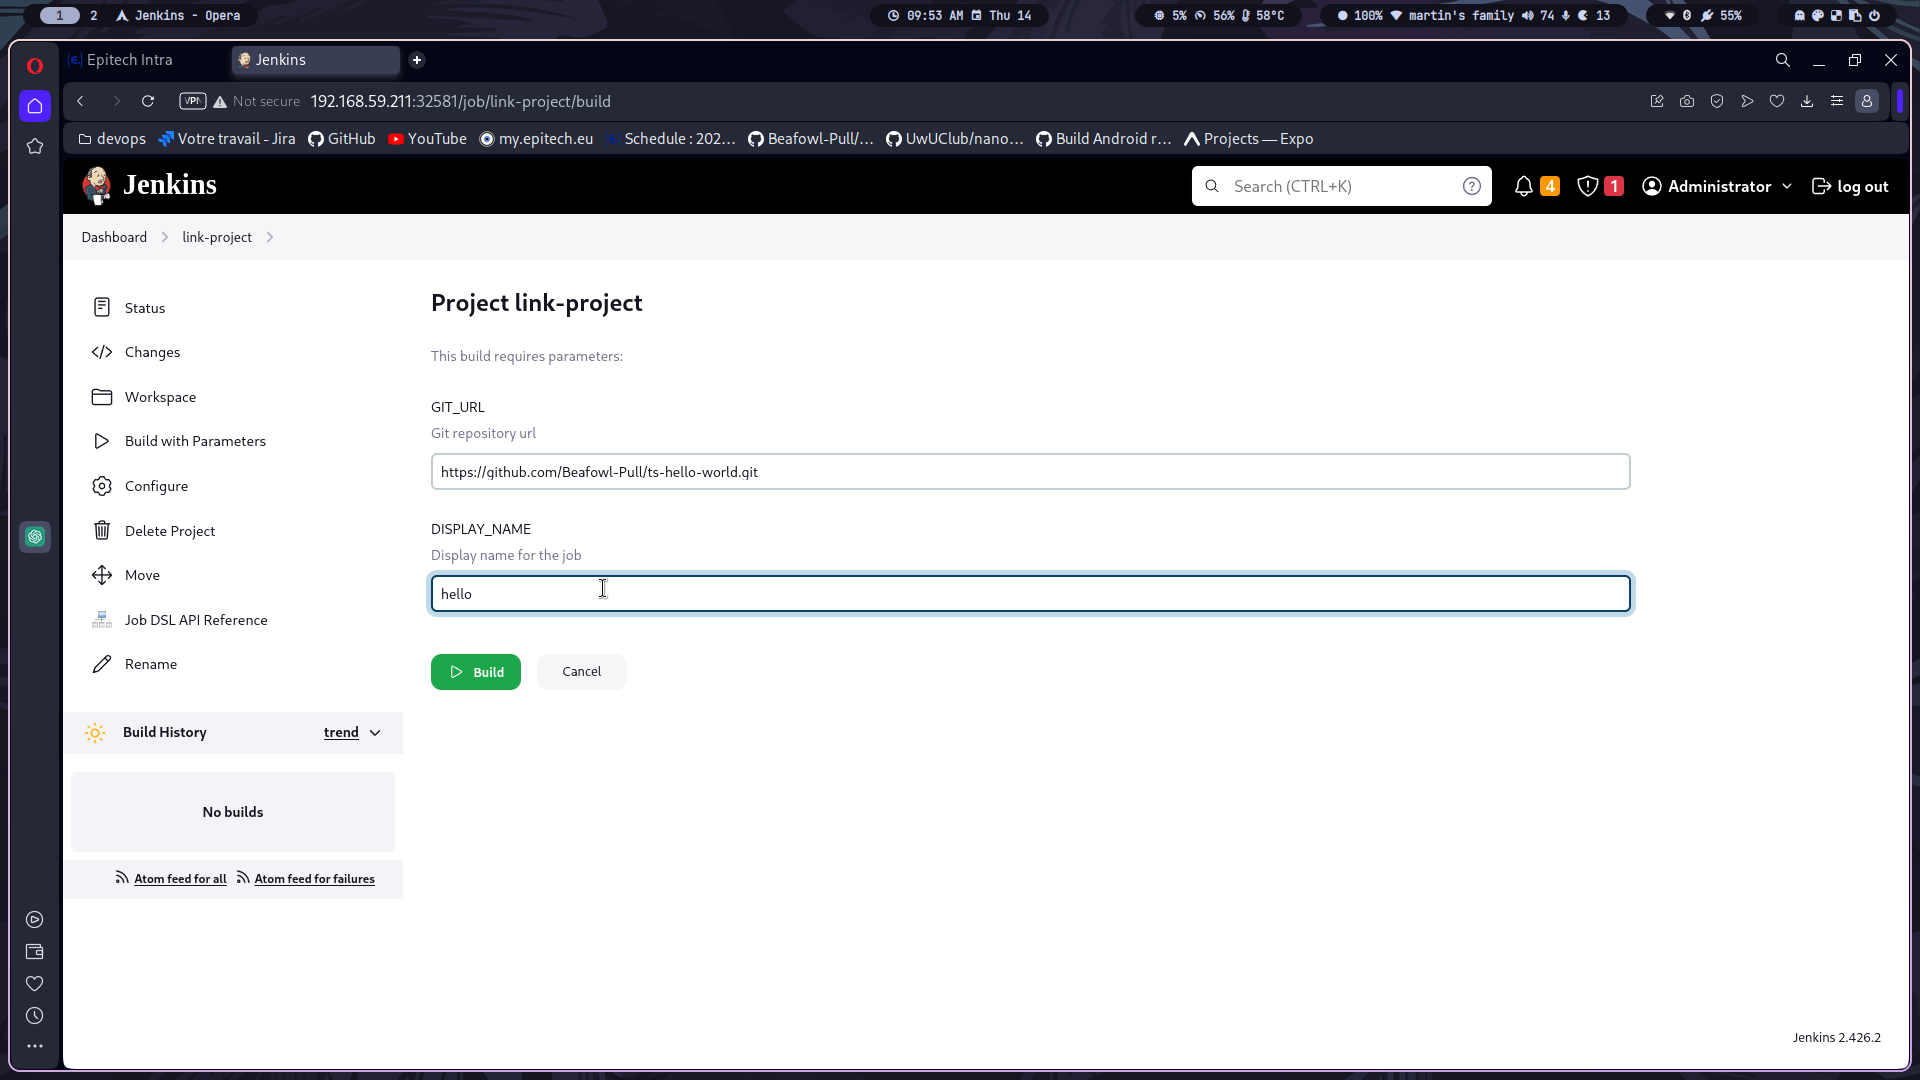 1 2 Jenkins - Opera 09:53 AM Thu 14 5% 56% 58°C 100% martin's family 74 13 55%
Epitech Intra Jenkins
VPN Not secure 192.168.59.211:32581/job/link-project/build
devops Votre travail - Jira GitHub YouTube my.epitech.eu Schedule : 202... Beafowl-Pull/... UwUClub/nano... Build Android r... Projects — Expo
Jenkins Search (CTRL+K) 4 1 Administrator log out
Dashboard link-project
Status
Changes
Workspace
Build with Parameters
Configure
Delete Project
Move
Job DSL API Reference
Rename
Build History trend
No builds
Atom feed for all Atom feed for failures
Project link-project
This build requires parameters:
GIT_URL
Git repository url
https://github.com/Beafowl-Pull/ts-hello-world.git
DISPLAY_NAME
Display name for the job
hello
Build Cancel
Jenkins 2.426.2